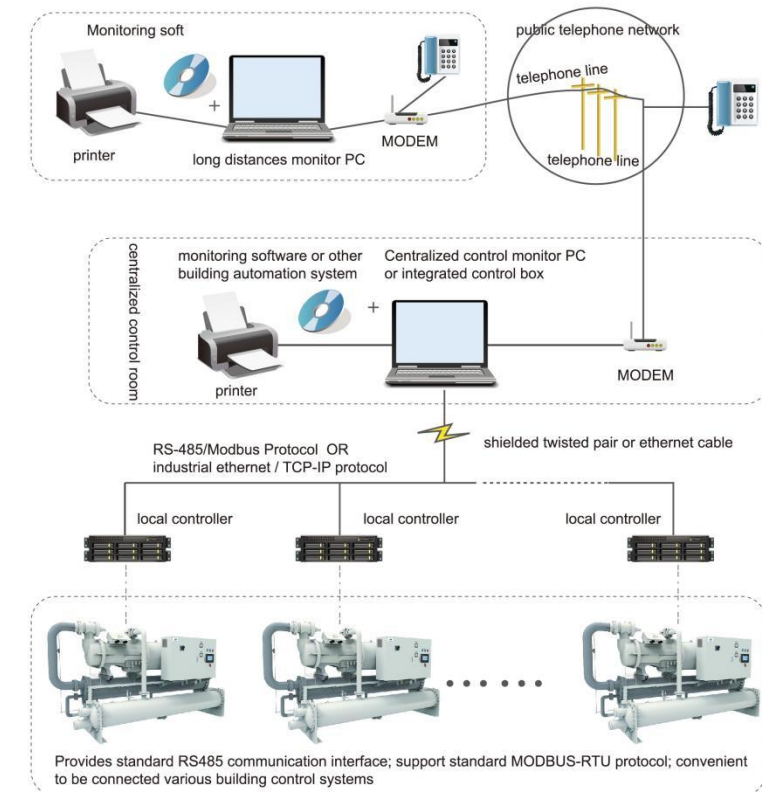 Monitoring soft
public telephone network
telephone line
telephone line
MODEM
printer
long distances monitor PC
centralized control room
monitoring software or other
building automation system
Centralized control monitor PC
or integrated control box
+
+
printer
MODEM
shielded twisted pair or ethernet cable
RS-485/Modbus Protocol OR
industrial ethernet / TCP-IP protocol
local controller
local controller
local controller
Provides standard RS485 communication interface; support standard MODBUS-RTU protocol; convenient
to be connected various building control systems